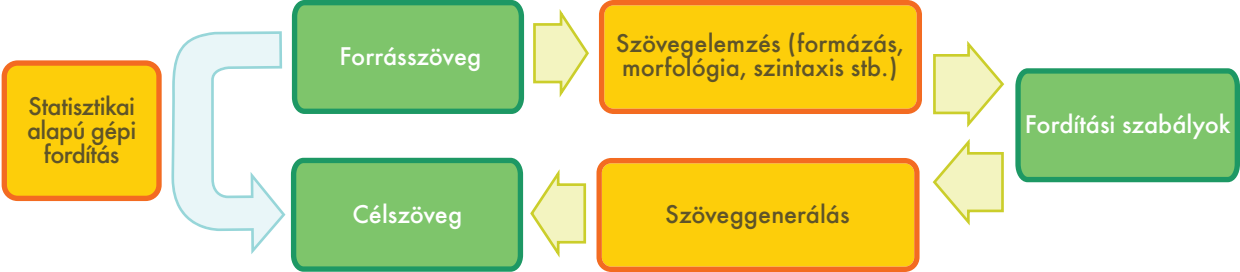 Statisztikai
alapú gépi
fordítás
Forrásszöveg
Szövegelemzés (formázás,
morfológia, szintaxis stb.)
Fordítási szabályok
Célszöveg
Szöveggenerálás